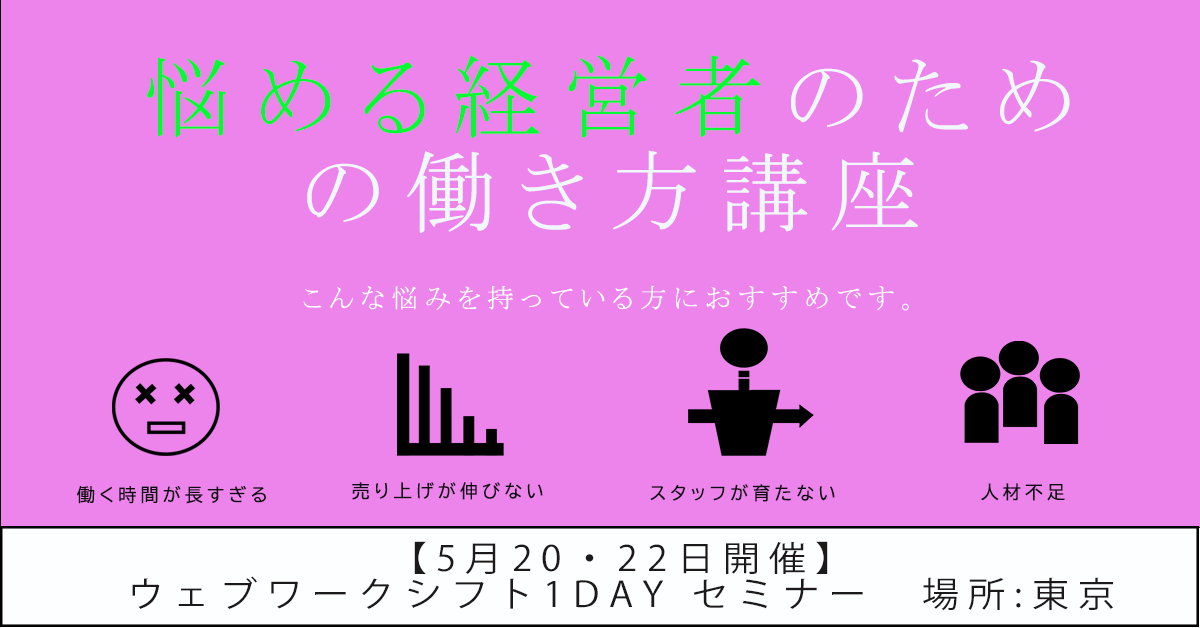 悩める経営者のため
の働き方講座
こんな悩みを持っている方におすすめです。
働く時間が長すぎる
売り上げが伸びない
スタッフが育たない
人材不足
【5月20・22日開催】
ウェブワークシフト1DAY セミナー 場所:東京